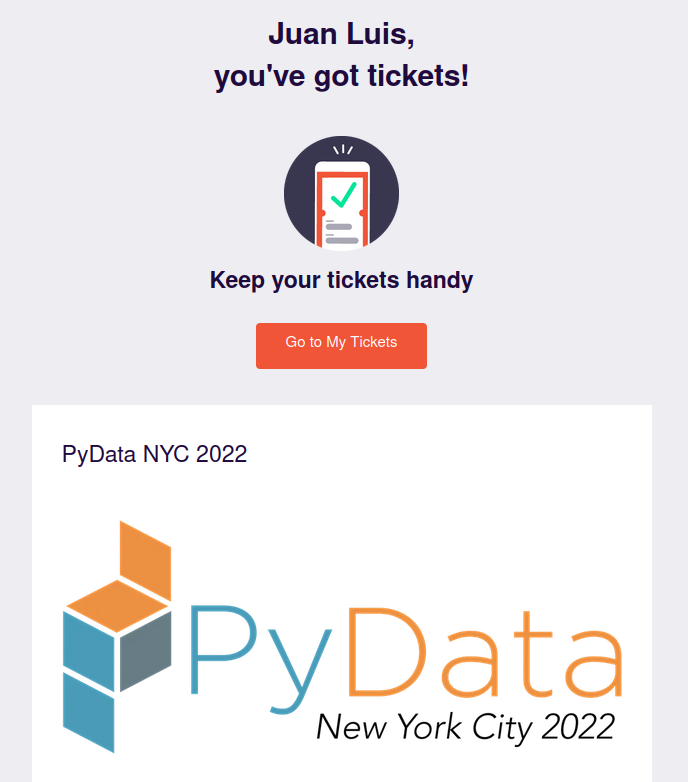 Juan Luis,
you've got tickets!
Keep your tickets handy
Go to My Tickets
PyData NYC 2022
PyData
New York City 2022